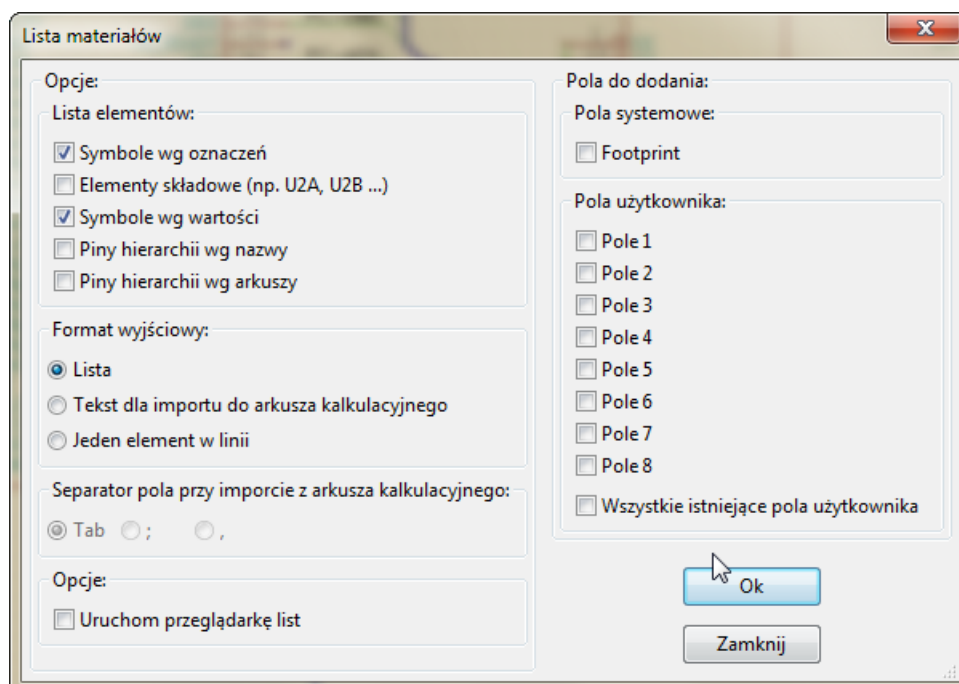 Lista materiałów
Opcje:
Lista elementów:
Symbole wg oznaczeń
Elementy składowe (np. U2A, U2B ...)
Symbole wg wartości
Piny hierarchii wg nazwy
Piny hierarchii wg arkuszy
Format wyjściowy:
Lista
Tekst dla importu do arkusza kalkulacyjnego
Jeden element w linii
Separator pola przy imporcie z arkusza kalkulacyjnego:
Tab ; ,
Opcje:
Uruchom przeglądarkę list
Pola do dodania:
Pola systemowe:
Footprint
Pola użytkownika:
Pole 1
Pole 2
Pole 3
Pole 4
Pole 5
Pole 6
Pole 7
Pole 8
Wszystkie istniejące pola użytkownika
Ok
Zamknij